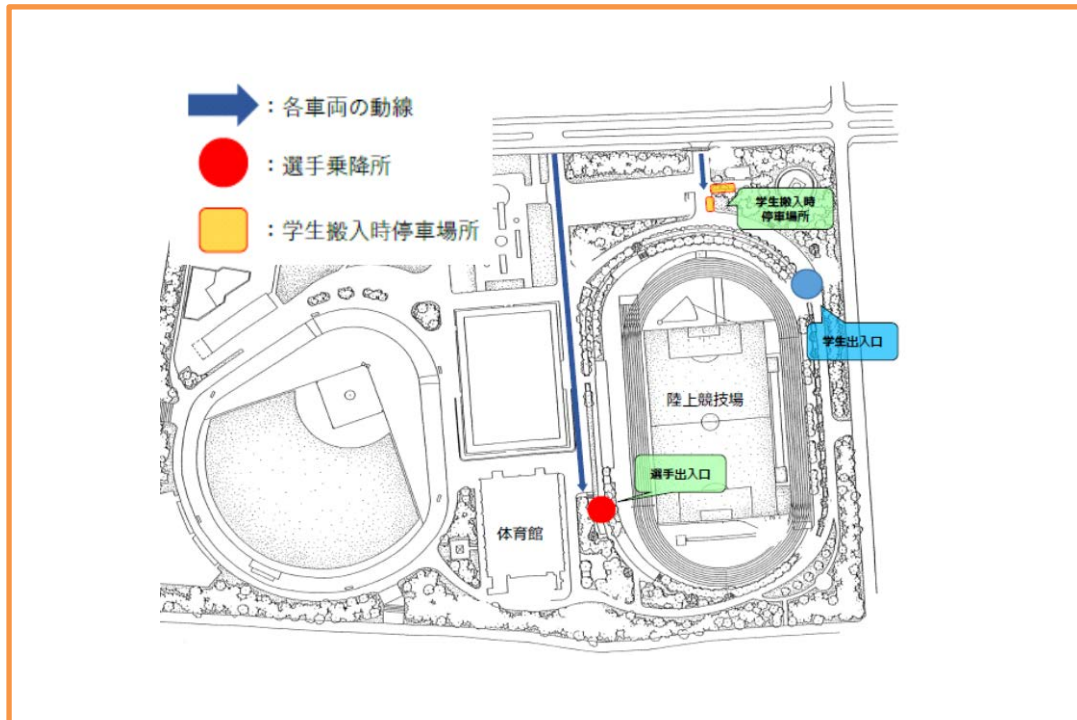 ：各車両の動線
：選手乗降所
：学生搬入時停車場所
学生搬入時
停車場所
学生出入口
陸上競技場
選手出入口
体育館